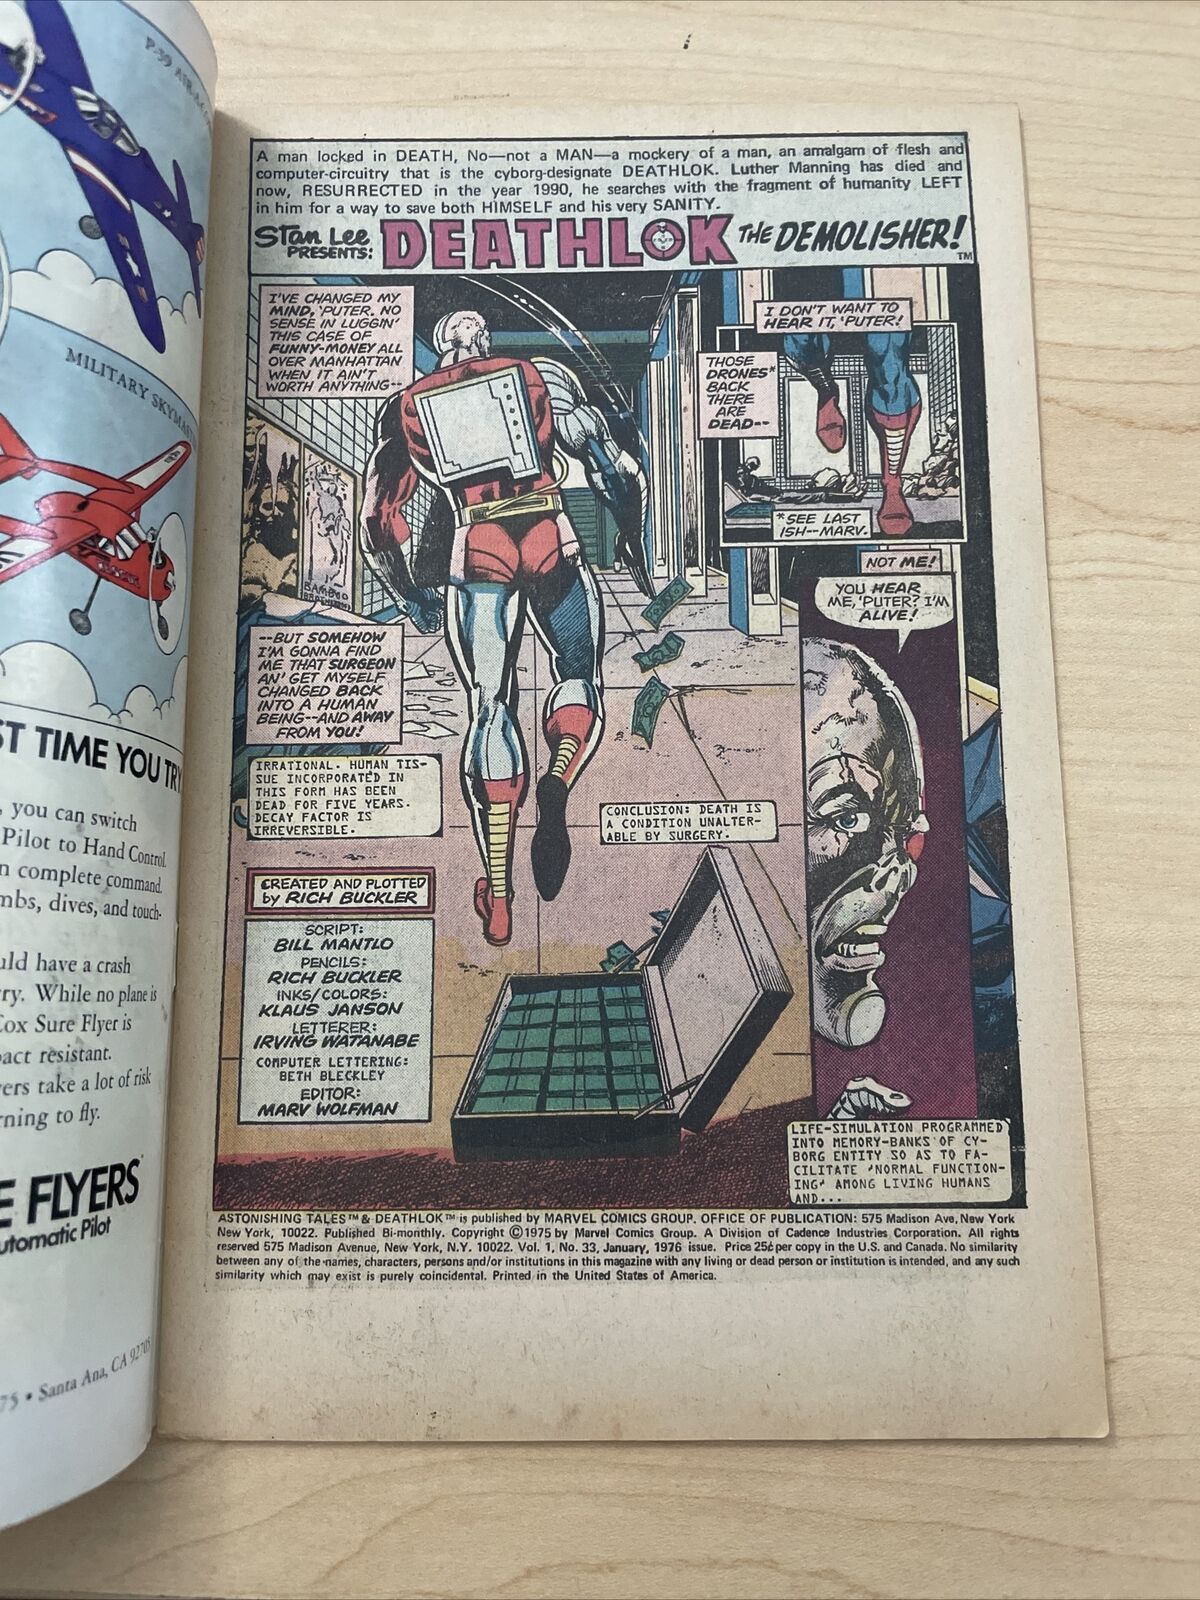 P-39 AIR-A-CO
MILITARY SKYMAS
ST TIME YOU TRY
, you can switch
Pilot to Hand Control.
n complete command.
mbs, dives, and touch-
uld have a crash
ry. While no plane is
Cox Sure Flyer is
pact resistant.
yers take a lot of risk
rning to fly.
E FLYERS
utomatic Pilot
75 • Santa Ana, CA 92705
A man locked in DEATH, No—not a MAN—a mockery of a man, an amalgam of flesh and
computer-circuitry that is the cyborg-designate DEATHLOK. Luther Manning has died and
now, RESURRECTED in the year 1990, he searches with the fragment of humanity LEFT
in him for a way to save both HIMSELF and his very SANITY.
Stan Lee
PRESENTS:
DEATHLOK THE DEMOLISHER!
TM
I'VE CHANGED MY
MIND, 'PUTER. NO
SENSE IN LUGGIN'
THIS CASE OF
FUNNY-MONEY ALL
OVER MANHATTAN
WHEN IT AIN'T
WORTH ANYTHING--
I DON'T WANT TO
HEAR IT, 'PUTER!
THOSE
DRONES*
BACK
THERE
ARE
DEAD--
*SEE LAST
ISH--MARV.
NOT ME!
YOU HEAR
ME, 'PUTER? I'M
ALIVE!
BAMBOO
--BUT SOMEHOW
I'M GONNA FIND
ME THAT SURGEON
AN' GET MYSELF
CHANGED BACK
INTO A HUMAN
BEING--AND AWAY
FROM YOU!
IRRATIONAL. HUMAN TIS-
SUE INCORPORATED IN
THIS FORM HAS BEEN
DEAD FOR FIVE YEARS.
DECAY FACTOR IS
IRREVERSIBLE.
CONCLUSION: DEATH IS
A CONDITION UNALTER-
ABLE BY SURGERY.
CREATED AND PLOTTED
by RICH BUCKLER
SCRIPT:
BILL MANTLO
PENCILS:
RICH BUCKLER
INKS/COLORS:
KLAUS JANSON
LETTERER:
IRVING WATANABE
COMPUTER LETTERING:
BETH BLECKLEY
EDITOR:
MARV WOLFMAN
LIFE-SIMULATION PROGRAMMED
INTO MEMORY-BANKS OF CY-
BORG ENTITY SO AS TO FA-
CILITATE 'NORMAL FUNCTION-
ING' AMONG LIVING HUMANS
AND...
ASTONISHING TALES™ & DEATHLOK™ is published by MARVEL COMICS GROUP. OFFICE OF PUBLICATION: 575 Madison Ave, New York
New York, 10022. Published Bi-monthly. Copyright ©1975 by Marvel Comics Group. A Division of Cadence Industries Corporation. All rights
reserved 575 Madison Avenue, New York, N.Y. 10022. Vol. 1, No. 33, January, 1976 issue. Price 25¢ per copy in the U.S. and Canada. No similarity
between any of the names, characters, persons and/or institutions in this magazine with any living or dead person or institution is intended, and any such
similarity which may exist is purely coincidental. Printed in the United States of America.